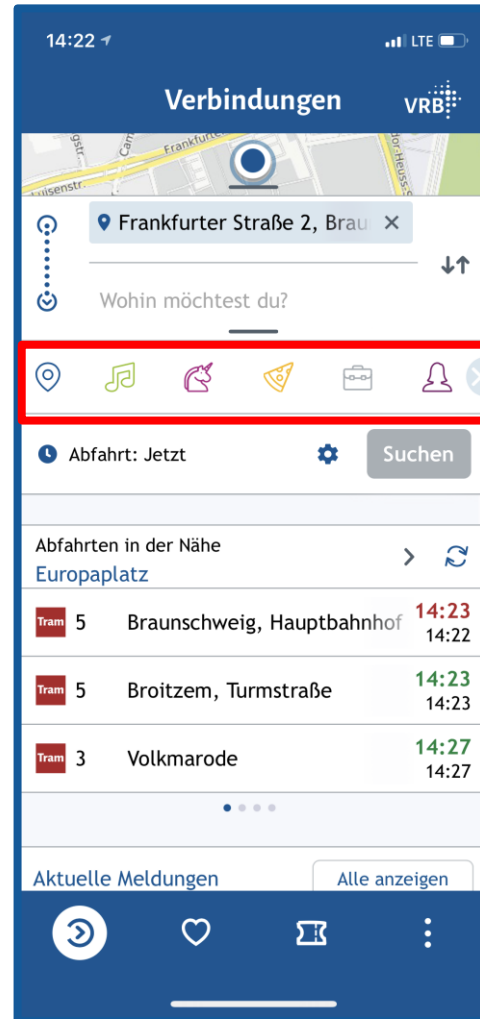 14:22
LTE
Verbindungen
VRB
Frankfurte
uisenstr.
Frankfurter Straße 2, Brau
Wohin möchtest du?
Abfahrt: Jetzt
Suchen
Abfahrten in der Nähe
Europaplatz
Tram 5 Braunschweig, Hauptbahnhof 14:23
14:22
Tram 5 Broitzem, Turmstraße 14:23
14:23
Tram 3 Volkmarode 14:27
14:27
Aktuelle Meldungen
Alle anzeigen